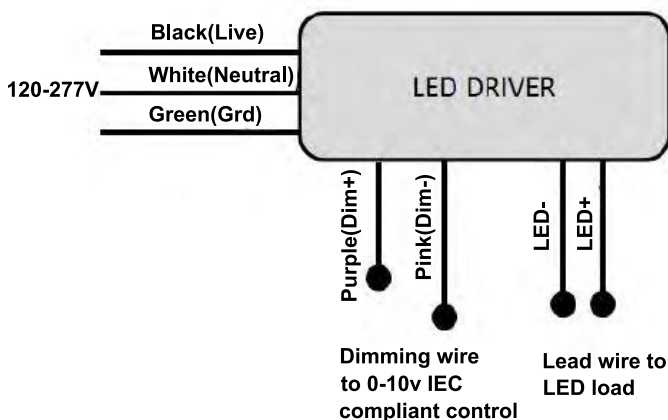 Black(Live)
120-277V
White(Neutral)
Green(Grd)
LED DRIVER
Purple(Dim+)
Pink(Dim-)
LED-
LED+
Dimming wire
to 0-10v IEC
compliant control
Lead wire to
LED load